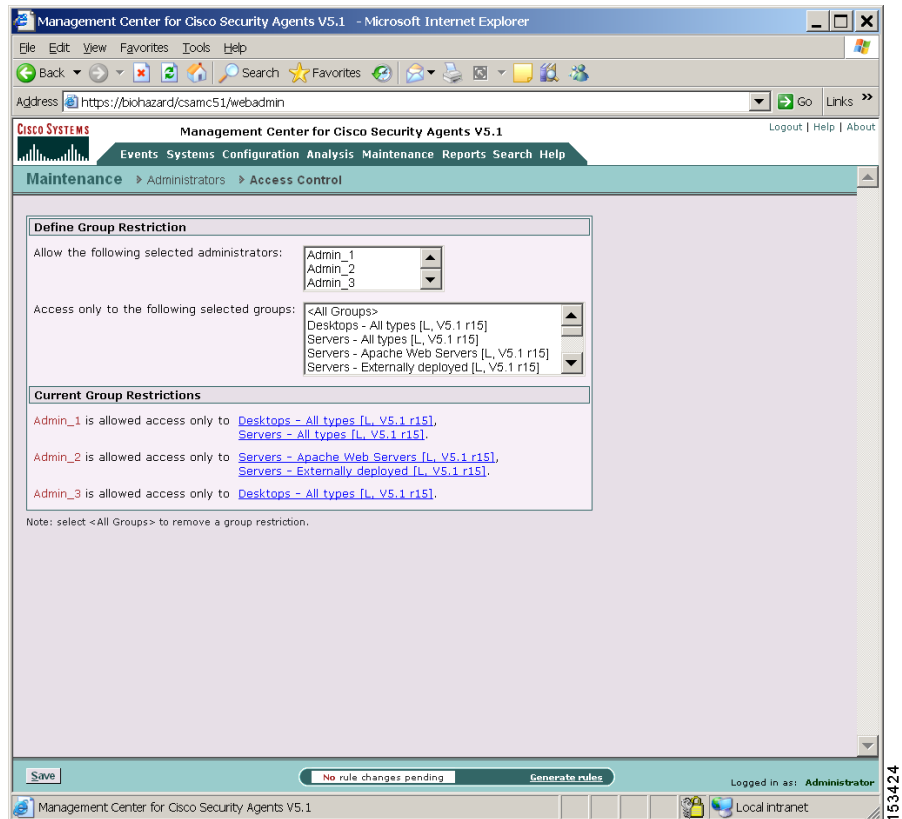 Management Center for Cisco Security Agents V5.1 - Microsoft Internet Explorer
File Edit View Favorites Tools Help
Back Search Favorites
Address https://biohazard/csamc51/webadmin Go Links »
CISCO SYSTEMS Management Center for Cisco Security Agents V5.1 Logout | Help | About
Events Systems Configuration Analysis Maintenance Reports Search Help
Maintenance Administrators Access Control
Define Group Restriction
Allow the following selected administrators:
Admin_1
Admin_2
Admin_3
Access only to the following selected groups:
<All Groups>
Desktops - All types [L, V5.1 r15]
Servers - All types [L, V5.1 r15]
Servers - Apache Web Servers [L, V5.1 r15]
Servers - Externally deployed [L, V5.1 r15]
Current Group Restrictions
Admin_1 is allowed access only to Desktops - All types [L, V5.1 r15],
Servers - All types [L, V5.1 r15].
Admin_2 is allowed access only to Servers - Apache Web Servers [L, V5.1 r15],
Servers - Externally deployed [L, V5.1 r15].
Admin_3 is allowed access only to Desktops - All types [L, V5.1 r15].
Note: select <All Groups> to remove a group restriction.
Save No rule changes pending Generate rules Logged in as: Administrator
Management Center for Cisco Security Agents V5.1 Local intranet
153424